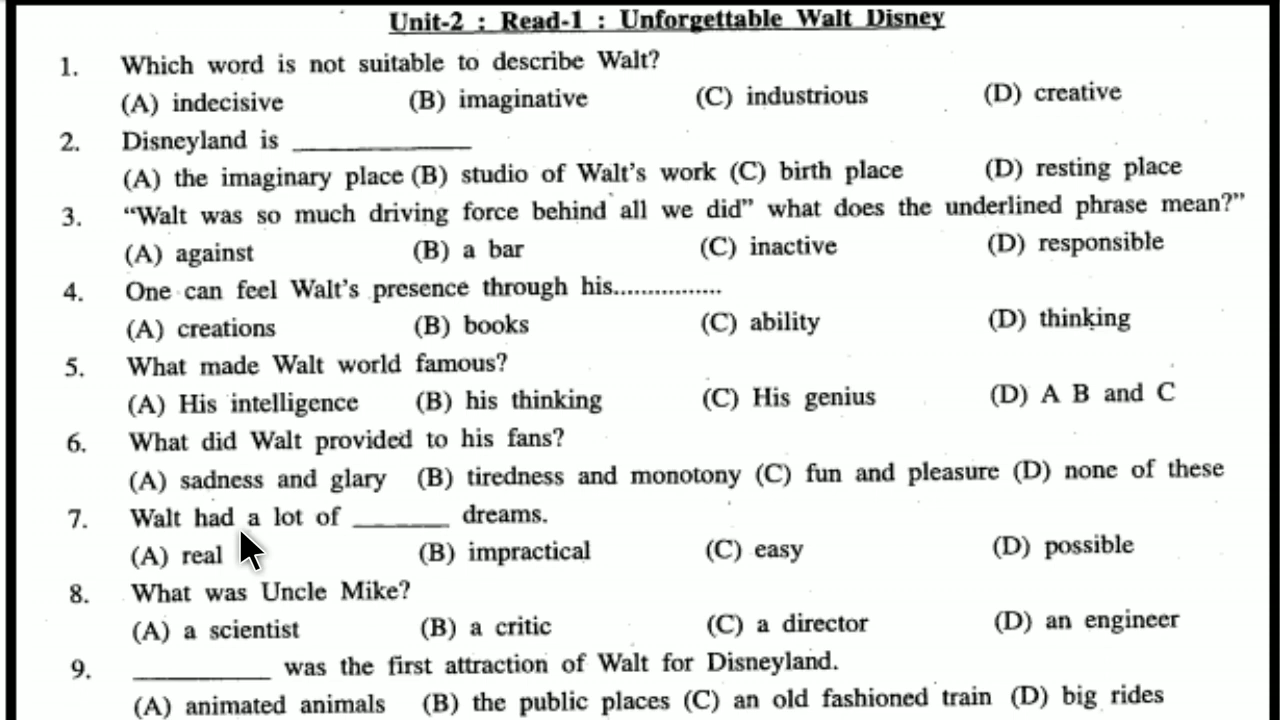 Unit-2 : Read-1 : Unforgettable Walt Disney
1. Which word is not suitable to describe Walt?
(A) indecisive (B) imaginative (C) industrious (D) creative
2. Disneyland is ____________
(A) the imaginary place (B) studio of Walt's work (C) birth place (D) resting place
3. "Walt was so much driving force behind all we did" what does the underlined phrase mean?"
(A) against (B) a bar (C) inactive (D) responsible
4. One can feel Walt's presence through his................
(A) creations (B) books (C) ability (D) thinking
5. What made Walt world famous?
(A) His intelligence (B) his thinking (C) His genius (D) A B and C
6. What did Walt provided to his fans?
(A) sadness and glary (B) tiredness and monotony (C) fun and pleasure (D) none of these
7. Walt had a lot of ______ dreams.
(A) real (B) impractical (C) easy (D) possible
8. What was Uncle Mike?
(A) a scientist (B) a critic (C) a director (D) an engineer
9. _________ was the first attraction of Walt for Disneyland.
(A) animated animals (B) the public places (C) an old fashioned train (D) big rides